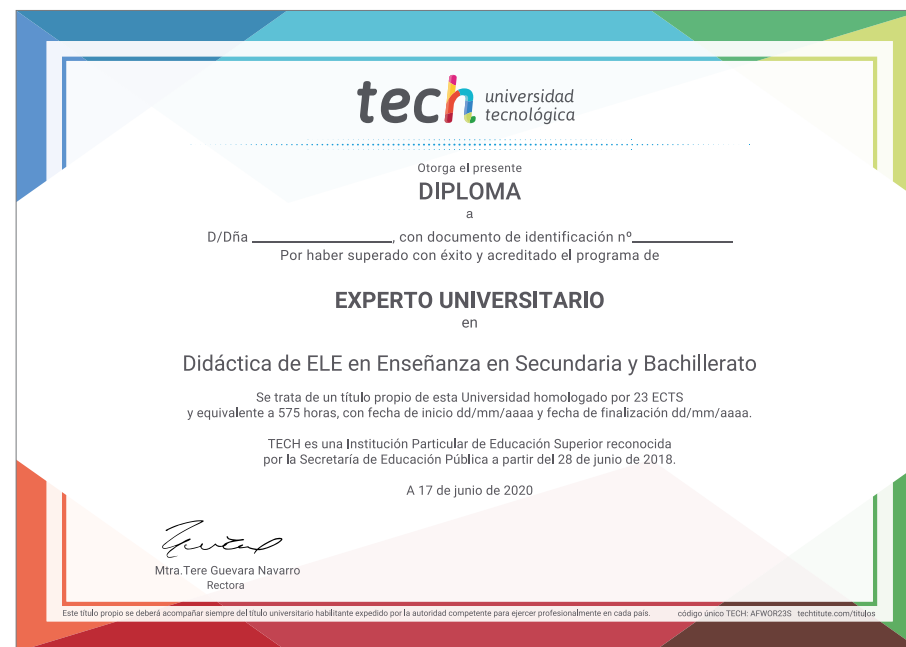 tech universidad
tecnológica
Otorga el presente
DIPLOMA
a
D/Dña ____________________, con documento de identificación nº______________
Por haber superado con éxito y acreditado el programa de
EXPERTO UNIVERSITARIO
en
Didáctica de ELE en Enseñanza en Secundaria y Bachillerato
Se trata de un título propio de esta Universidad homologado por 23 ECTS
y equivalente a 575 horas, con fecha de inicio dd/mm/aaaa y fecha de finalización dd/mm/aaaa.
TECH es una Institución Particular de Educación Superior reconocida
por la Secretaría de Educación Pública a partir del 28 de junio de 2018.
A 17 de junio de 2020
Mtra.Tere Guevara Navarro
Rectora
Este título propio se deberá acompañar siempre del título universitario habilitante expedido por la autoridad competente para ejercer profesionalmente en cada país. código único TECH: AFWOR23S techtitute.com/titulos